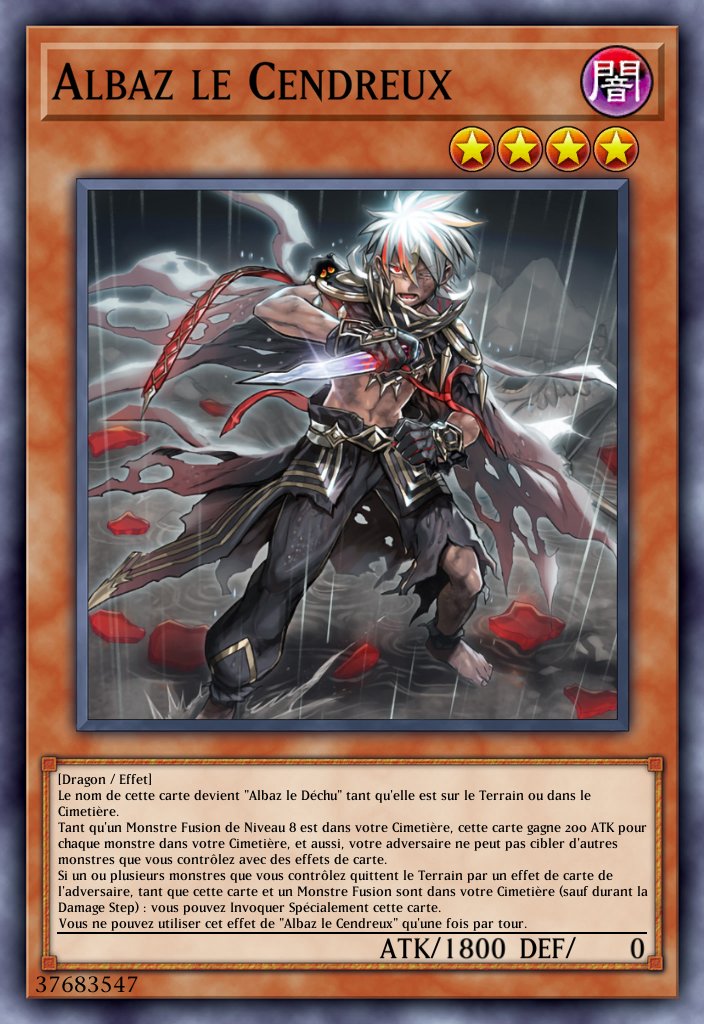 Albaz le Cendreux
闇
[Dragon / Effet]
Le nom de cette carte devient "Albaz le Déchu" tant qu'elle est sur le Terrain ou dans le
Cimetière.
Tant qu'un Monstre Fusion de Niveau 8 est dans votre Cimetière, cette carte gagne 200 ATK pour
chaque monstre dans votre Cimetière, et aussi, votre adversaire ne peut pas cibler d'autres
monstres que vous contrôlez avec des effets de carte.
Si un ou plusieurs monstres que vous contrôlez quittent le Terrain par un effet de carte de
l'adversaire, tant que cette carte et un Monstre Fusion sont dans votre Cimetière (sauf durant la
Damage Step) : vous pouvez Invoquer Spécialement cette carte.
Vous ne pouvez utiliser cet effet de "Albaz le Cendreux" qu'une fois par tour.
ATK/1800 DEF/ 0
37683547